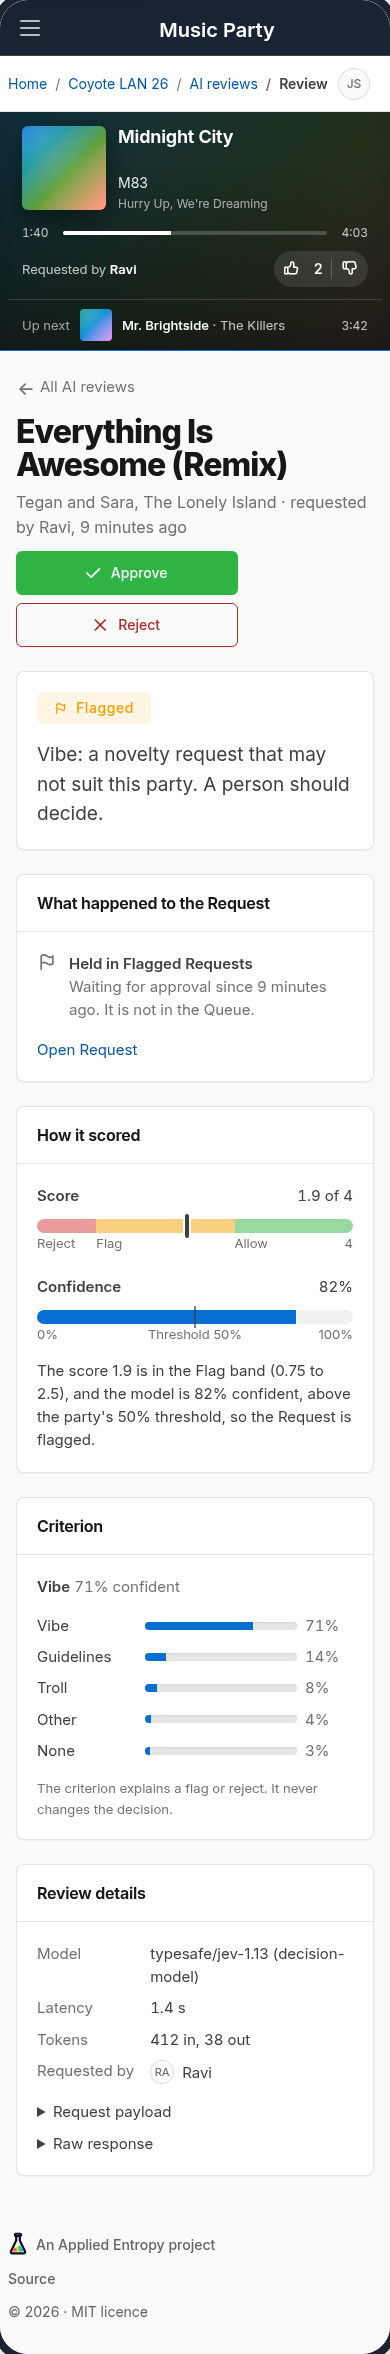 Music Party
Home / Coyote LAN 26 / AI reviews / Review JS
Midnight City
M83
Hurry Up, We're Dreaming
1:40 4:03
Requested by Ravi 2
Up next Mr. Brightside · The Killers 3:42
← All AI reviews
Everything Is
Awesome (Remix)
Tegan and Sara, The Lonely Island · requested
by Ravi, 9 minutes ago
Approve
Reject
Flagged
Vibe: a novelty request that may
not suit this party. A person should
decide.
What happened to the Request
Held in Flagged Requests
Waiting for approval since 9 minutes
ago. It is not in the Queue.
Open Request
How it scored
Score 1.9 of 4
Reject Flag Allow 4
Confidence 82%
0% Threshold 50% 100%
The score 1.9 is in the Flag band (0.75 to
2.5), and the model is 82% confident, above
the party's 50% threshold, so the Request is
flagged.
Criterion
Vibe 71% confident
Vibe 71%
Guidelines 14%
Troll 8%
Other 4%
None 3%
The criterion explains a flag or reject. It never
changes the decision.
Review details
Model typesafe/jev-1.13 (decision-
model)
Latency 1.4 s
Tokens 412 in, 38 out
Requested by RA Ravi
Request payload
Raw response
An Applied Entropy project
Source
© 2026 · MIT licence